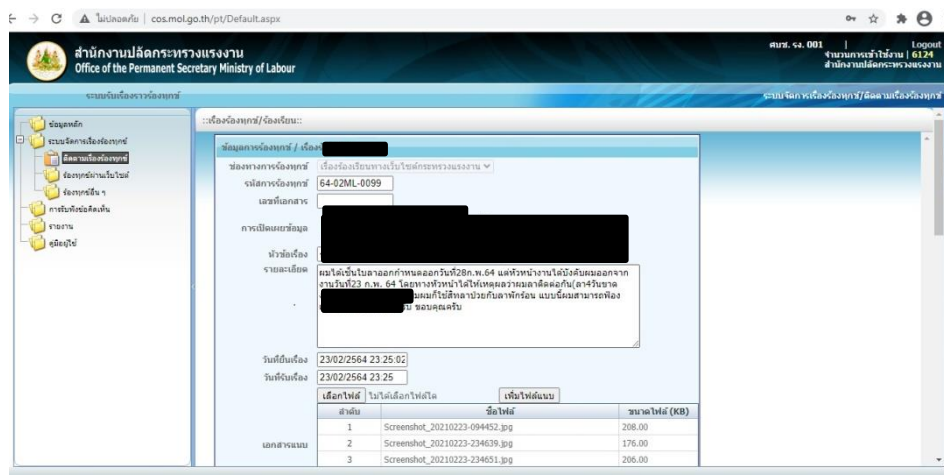 ไม่ปลอดภัย | cos.mol.go.th/pt/Default.aspx
สำนักงานปลัดกระทรวงแรงงาน
Office of the Permanent Secretary Ministry of Labour
ศบช. รง. 001 | Logout
จำนวนการเข้าใช้งาน | 6124
สำนักงานปลัดกระทรวงแรงงาน
ระบบรับเรื่องราวร้องทุกข์
ระบบจัดการเรื่องร้องทุกข์/ติดตามเรื่องร้องทุกข์
ข้อมูลหลัก
ระบบจัดการเรื่องร้องทุกข์
ติดตามเรื่องร้องทุกข์
ร้องทุกข์ผ่านเว็บไซต์
ร้องทุกข์อื่น ๆ
การรับฟังข้อคิดเห็น
รายงาน
คู่มือผู้ใช้
::เรื่องร้องทุกข์/ร้องเรียน::
ข้อมูลการร้องทุกข์ / เรื่อง
ช่องทางการร้องทุกข์ เรื่องร้องเรียนทางเว็บไซต์กระทรวงแรงงาน
รหัสการร้องทุกข์ 64-02ML-0099
เลขที่เอกสาร
การเปิดเผยข้อมูล
หัวข้อเรื่อง
รายละเอียด ผมได้เซ็นใบลาออกกำหนดออกวันที่28ก.พ.64 แต่หัวหน้างานได้บังคับผมออกจาก
งานวันที่23 ก.พ. 64 โดยทางหัวหน้าได้ให้เหตุผลว่าผมลาติดต่อกัน(ลา4วันขาด
ผมก็ใช้สิทลาป่วยกับลาพักร้อน แบบนี้ผมสามารถฟ้อง
ขอบคุณครับ
วันที่ยื่นเรื่อง 23/02/2564 23:25:02
วันที่รับเรื่อง 23/02/2564 23:25
เลือกไฟล์ ไม่ได้เลือกไฟล์ใด เพิ่มไฟล์แนบ
ลำดับ ชื่อไฟล์ ขนาดไฟล์ (KB)
1 Screenshot_20210223-094452.jpg 208.00
เอกสารแนบ 2 Screenshot_20210223-234639.jpg 176.00
3 Screenshot_20210223-234651.jpg 206.00